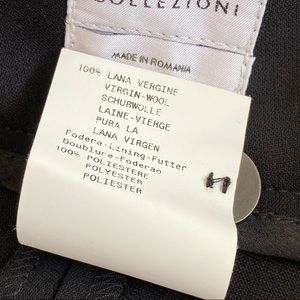 COLLEZIONI
MADE IN ROMANIA
100% LANA VERGINE
VIRGIN-WOOL
SCHURWOLLE
LAINE-VIERGE
PURA LA
LANA VIRGEN
Fodera-Lining-Futter
Doublure-Foderao
100% POLIESTERE
POLYESTER
POLIESTER